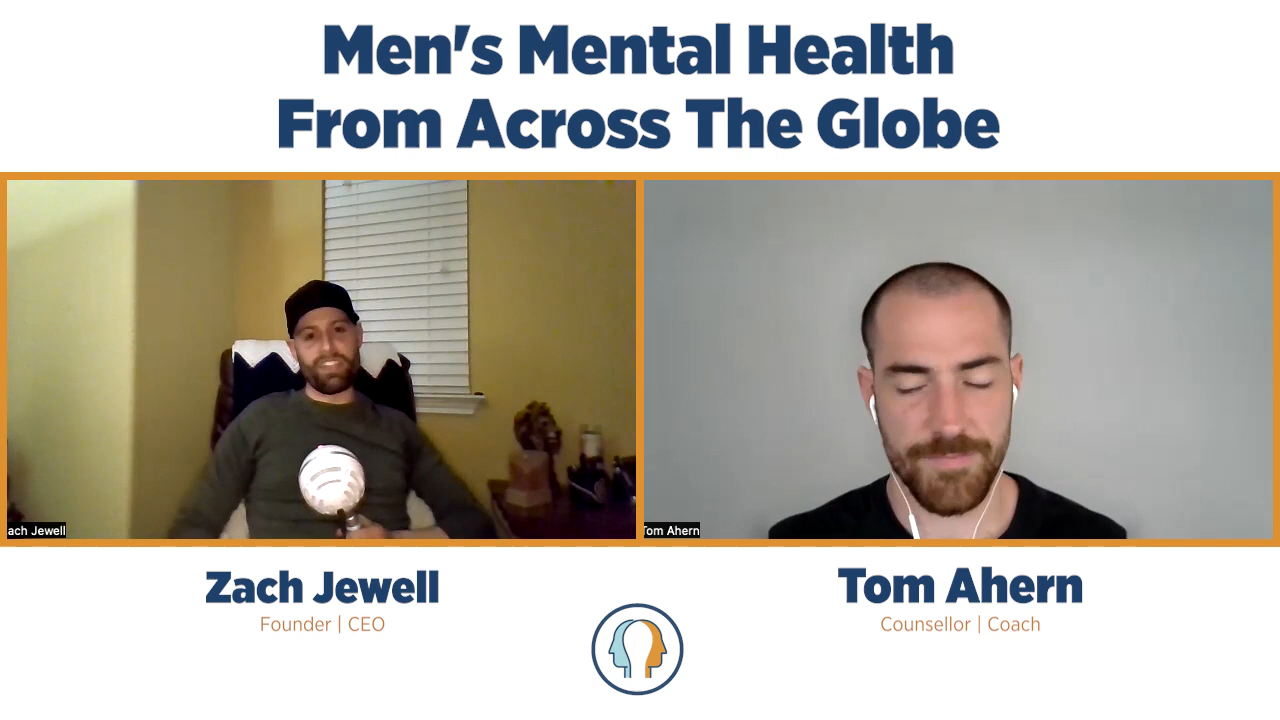 Men's Mental Health
From Across The Globe
ach Jewell
Tom Ahern
Zach Jewell
Founder | CEO
Tom Ahern
Counsellor | Coach